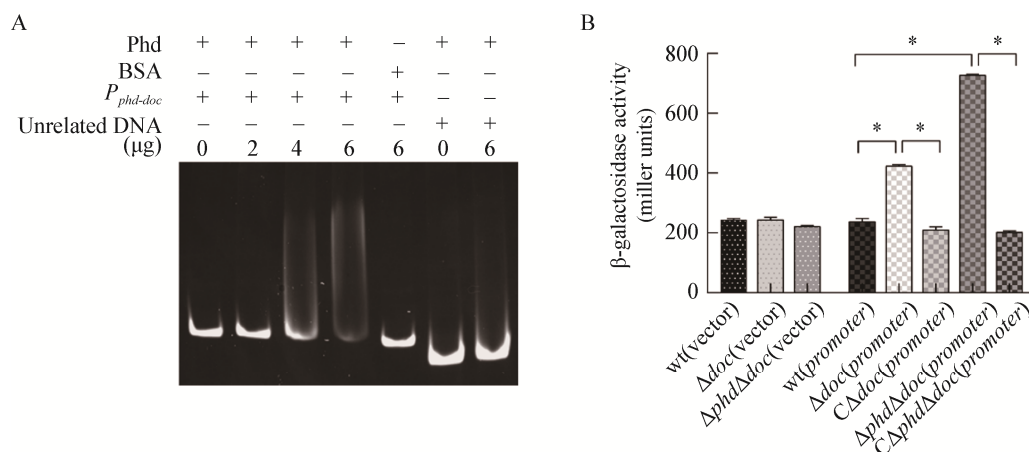 A
Phd + + + + – + +
BSA – – – – + – –
P phd-doc + + + + + – –
Unrelated DNA – – – – – + +
(μg) 0 2 4 6 6 0 6
B
β-galactosidase activity
(miller units)
800
600
400
200
0
* * * *
wt(vector)
Δdoc(vector)
ΔphdΔdoc(vector)
wt(promoter)
Δdoc(promoter)
CΔdoc(promoter)
ΔphdΔdoc(promoter)
CΔphdΔdoc(promoter)